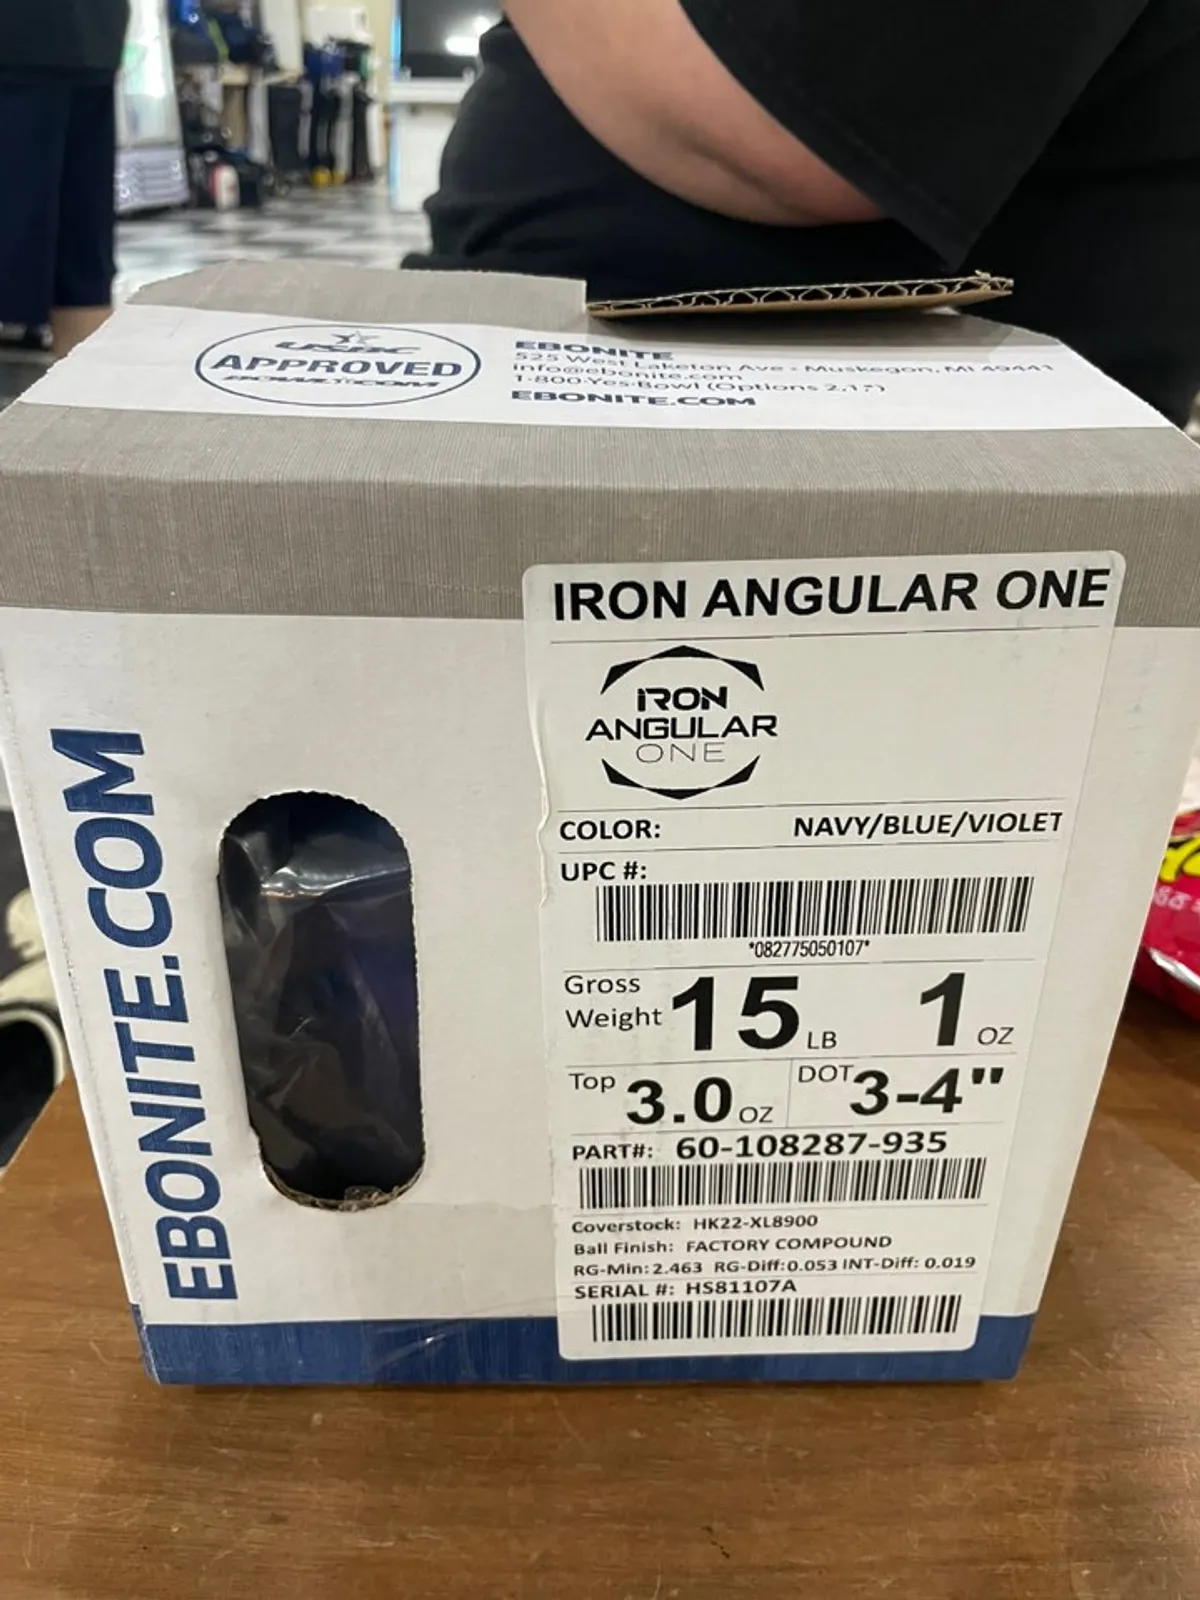 USBC
APPROVED
BOWL.COM
EBONITE
525 West Laketon Ave - Muskegon, MI 49441
info@ebonite.com
1-800-Yes-Bowl (Options 2,1,
EBONITE.COM
EBONITE.COM
IRON ANGULAR ONE
IRON
ANGULAR
ONE
COLOR: NAVY/BLUE/VIOLET
UPC #:
*082775050107*
Gross Weight 15 LB 1 OZ
Top 3.0 OZ DOT 3-4"
PART#: 60-108287-935
Coverstock: HK22-XL8900
Ball Finish: FACTORY COMPOUND
RG-Min: 2.463 RG-Diff: 0.053 INT-Diff: 0.019
SERIAL #: HS81107A